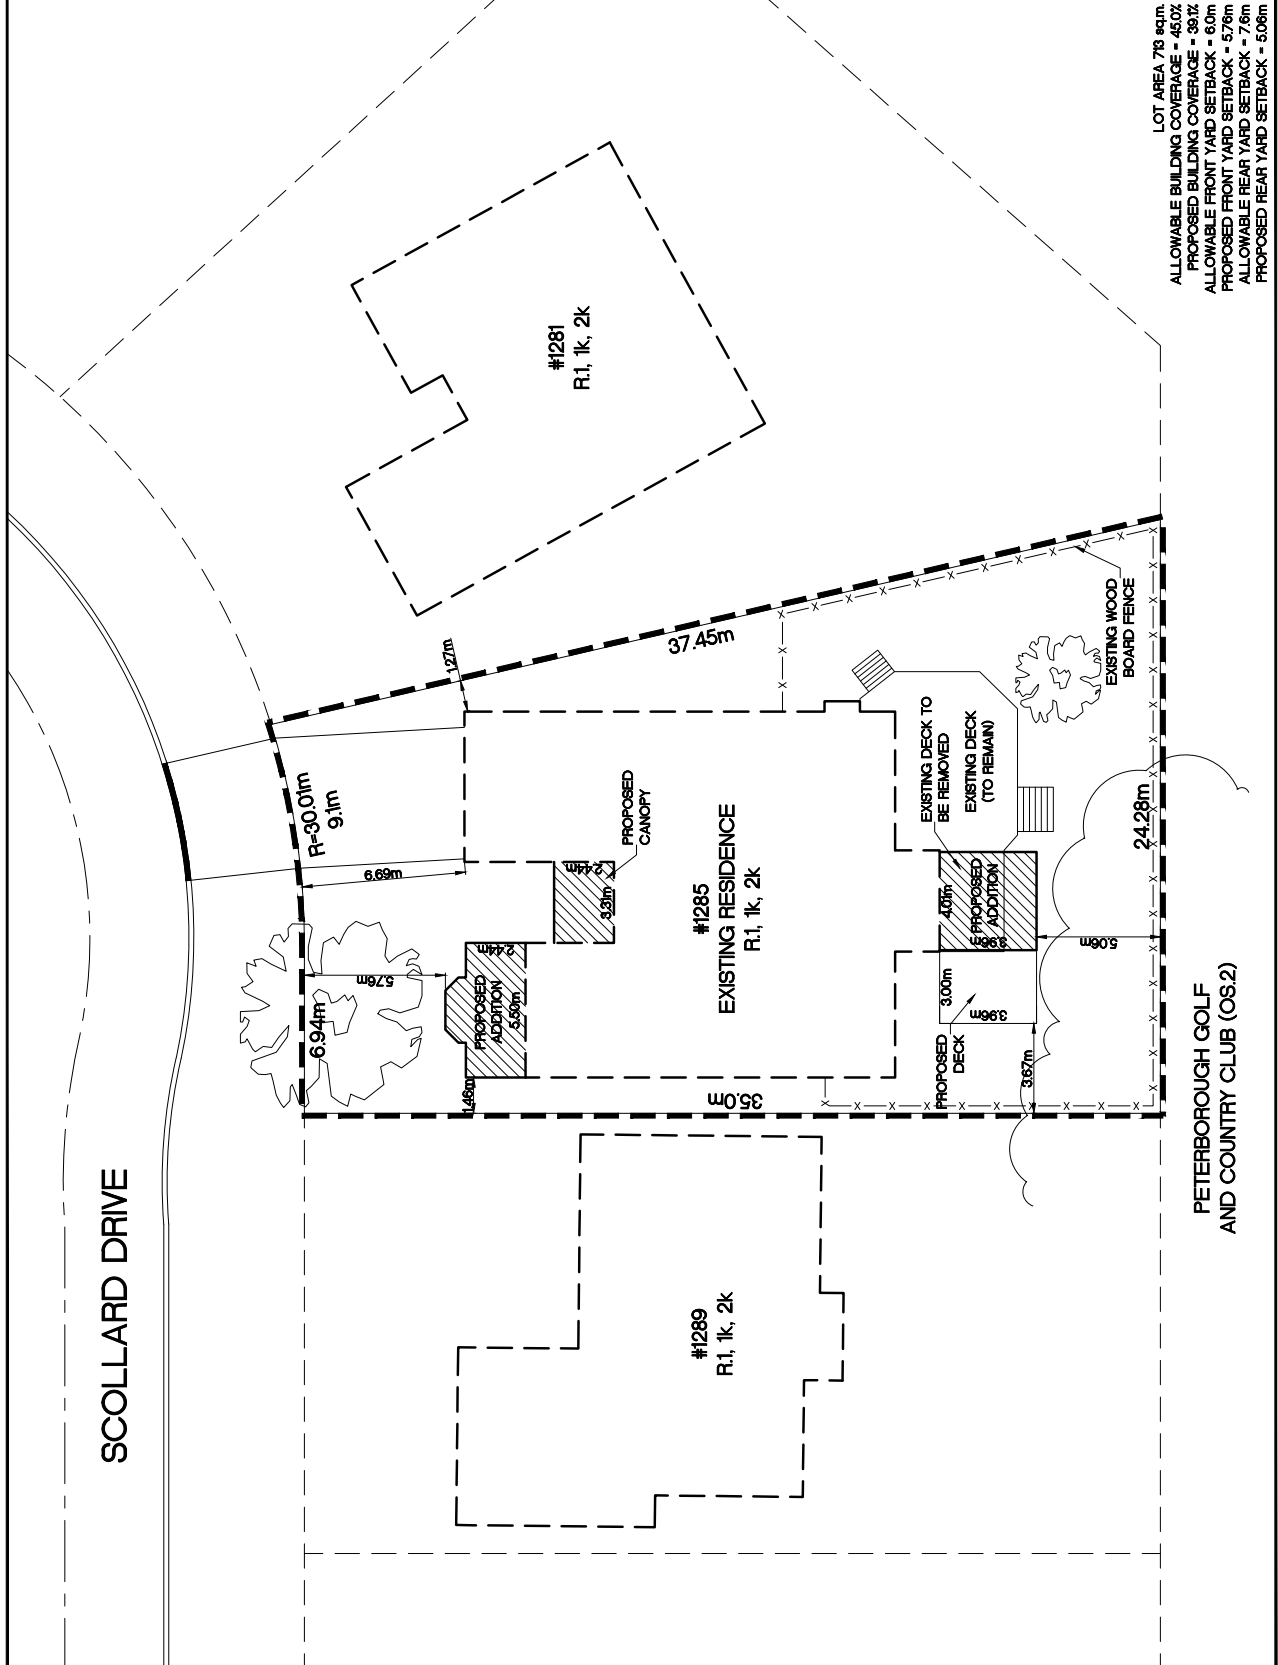 SCOLLARD DRIVE
LOT AREA 713 sq.m.
ALLOWABLE BUILDING COVERAGE = 45.0%
PROPOSED BUILDING COVERAGE = 39.1%
ALLOWABLE FRONT YARD SETBACK = 6.0m
PROPOSED FRONT YARD SETBACK = 5.76m
ALLOWABLE REAR YARD SETBACK = 7.6m
PROPOSED REAR YARD SETBACK = 5.06m
#1281
R.1, 1k, 2k
37.45m
1.27m
R=30.01m
9.1m
6.69m
6.94m
5.76m
PROPOSED
CANOPY
2.44m
3.31m
2.44m
PROPOSED
ADDITION
5.50m
1.46m
#1285
EXISTING RESIDENCE
R.1, 1k, 2k
35.0m
EXISTING DECK TO
BE REMOVED
EXISTING DECK
(TO REMAIN)
EXISTING WOOD
BOARD FENCE
4.01m
PROPOSED
ADDITION
3.96m
3.00m
3.96m
PROPOSED
DECK
3.67m
5.06m
24.28m
#1289
R.1, 1k, 2k
PETERBOROUGH GOLF
AND COUNTRY CLUB (OS.2)